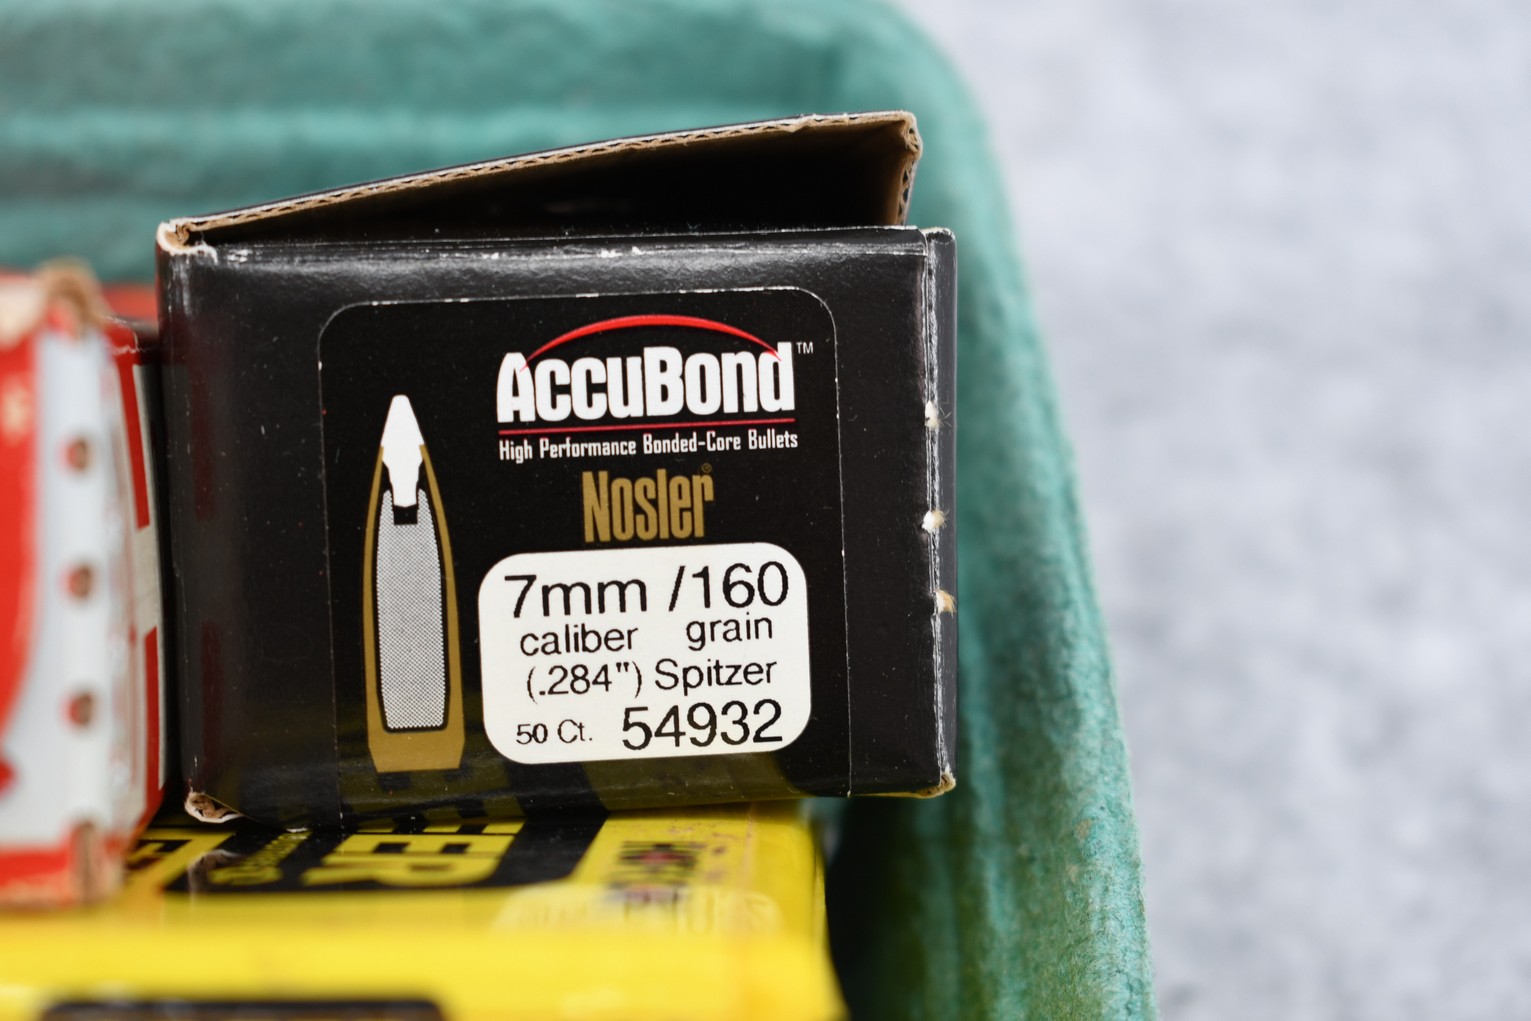 AccuBond™
High Performance Bonded-Core Bullets
Nosler®
7mm /160
caliber grain
(.284") Spitzer
50 Ct. 54932